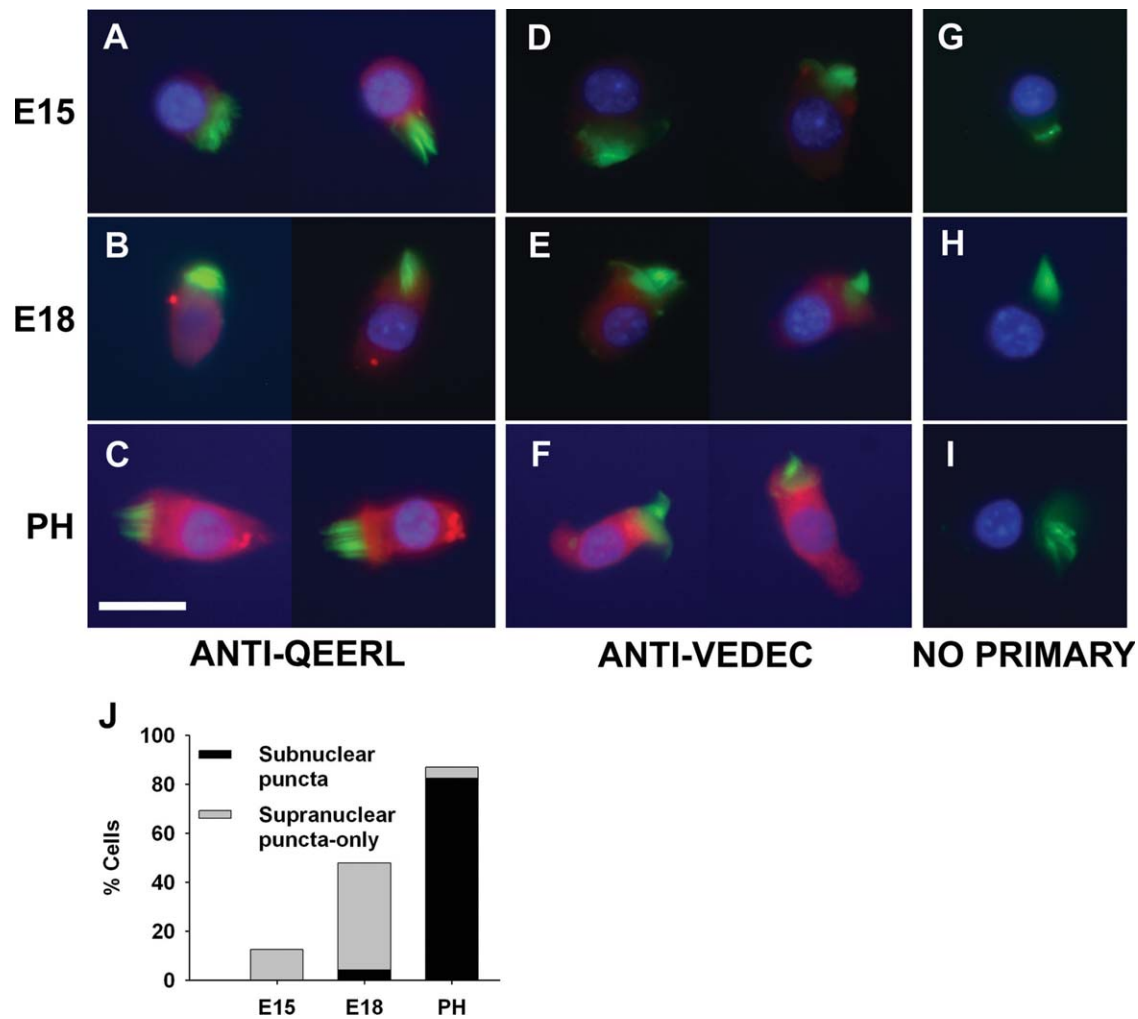 A
D
G
E15
B
E
H
E18
C
F
I
PH
ANTI-QEERL
ANTI-VEDEC
NO PRIMARY
J
100
80
60
40
20
0
% Cells
Subnuclear
puncta
Supranuclear
puncta-only
E15
E18
PH